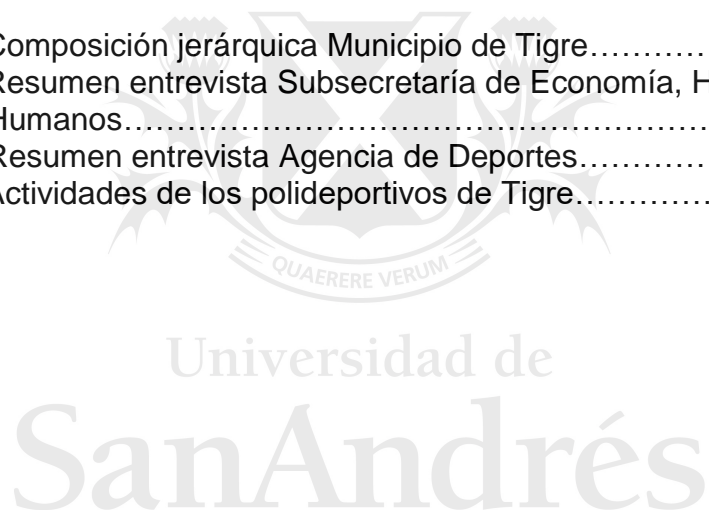 Composición jerárquica Municipio de Tigre…………
Resumen entrevista Subsecretaría de Economía, H
Humanos……………………………………………………
Resumen entrevista Agencia de Deportes……………
Actividades de los polideportivos de Tigre……………
QUAERERE VERUM
Universidad de
SanAndrés